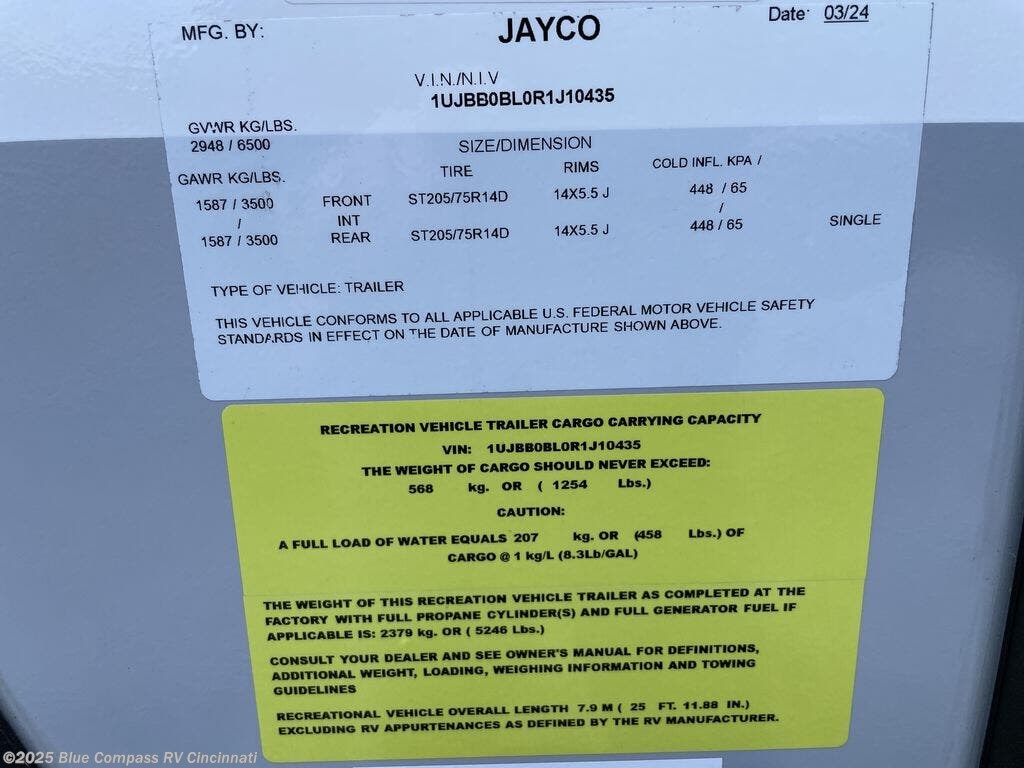 MFG. BY: JAYCO Date: 03/24
V.I.N./N.I.V
1UJBB0BL0R1J10435
GVWR KG/LBS.
2948 / 6500 SIZE/DIMENSION
GAWR KG/LBS. TIRE RIMS COLD INFL. KPA /
1587 / 3500 FRONT ST205/75R14D 14X5.5 J 448 / 65
/ INT /
1587 / 3500 REAR ST205/75R14D 14X5.5 J 448 / 65 SINGLE
TYPE OF VEHICLE: TRAILER
THIS VEHICLE CONFORMS TO ALL APPLICABLE U.S. FEDERAL MOTOR VEHICLE SAFETY
STANDARDS IN EFFECT ON THE DATE OF MANUFACTURE SHOWN ABOVE.
RECREATION VEHICLE TRAILER CARGO CARRYING CAPACITY
VIN: 1UJBB0BL0R1J10435
THE WEIGHT OF CARGO SHOULD NEVER EXCEED:
568 kg. OR ( 1254 Lbs.)
CAUTION:
A FULL LOAD OF WATER EQUALS 207 kg. OR (458 Lbs.) OF
CARGO @ 1 kg/L (8.3Lb/GAL)
THE WEIGHT OF THIS RECREATION VEHICLE TRAILER AS COMPLETED AT THE
FACTORY WITH FULL PROPANE CYLINDER(S) AND FULL GENERATOR FUEL IF
APPLICABLE IS: 2379 kg. OR ( 5246 Lbs.)
CONSULT YOUR DEALER AND SEE OWNER'S MANUAL FOR DEFINITIONS,
ADDITIONAL WEIGHT, LOADING, WEIGHING INFORMATION AND TOWING
GUIDELINES
RECREATIONAL VEHICLE OVERALL LENGTH 7.9 M ( 25 FT. 11.88 IN.)
EXCLUDING RV APPURTENANCES AS DEFINED BY THE RV MANUFACTURER.
©2025 Blue Compass RV Cincinnati